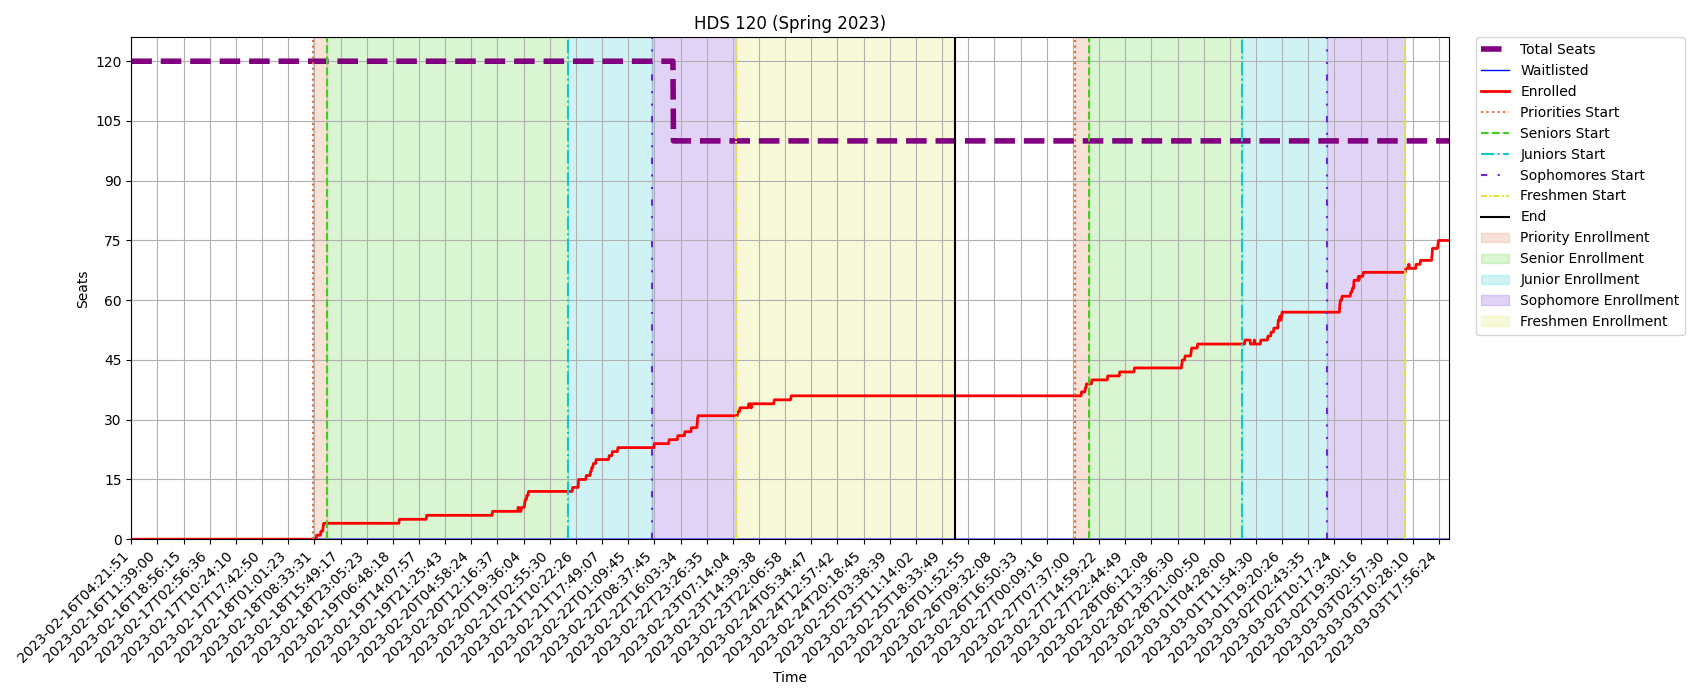 HDS 120 (Spring 2023)
Seats
120
105
90
75
60
45
30
15
0
2023-02-16T04:21:51
2023-02-16T11:39:00
2023-02-16T18:56:15
2023-02-17T02:56:36
2023-02-17T10:24:10
2023-02-17T17:42:50
2023-02-18T01:01:23
2023-02-18T08:33:31
2023-02-18T15:49:17
2023-02-18T23:05:23
2023-02-19T06:48:18
2023-02-19T14:07:57
2023-02-19T21:25:43
2023-02-20T04:58:24
2023-02-20T12:16:37
2023-02-20T19:36:04
2023-02-21T02:55:30
2023-02-21T10:22:26
2023-02-21T17:49:07
2023-02-22T01:09:45
2023-02-22T08:37:45
2023-02-22T16:03:34
2023-02-22T23:26:35
2023-02-23T07:14:04
2023-02-23T14:39:38
2023-02-23T22:06:58
2023-02-24T05:34:47
2023-02-24T12:57:42
2023-02-24T20:18:45
2023-02-25T03:38:39
2023-02-25T11:14:02
2023-02-25T18:33:49
2023-02-26T01:52:55
2023-02-26T09:32:08
2023-02-26T16:50:33
2023-02-27T00:09:16
2023-02-27T07:37:00
2023-02-27T14:59:22
2023-02-27T22:44:49
2023-02-28T06:12:08
2023-02-28T13:36:30
2023-02-28T21:00:50
2023-03-01T04:28:00
2023-03-01T11:54:30
2023-03-01T19:20:26
2023-03-02T02:43:35
2023-03-02T10:17:24
2023-03-02T19:30:16
2023-03-03T02:57:30
2023-03-03T10:28:10
2023-03-03T17:56:24
Time
Total Seats
Waitlisted
Enrolled
Priorities Start
Seniors Start
Juniors Start
Sophomores Start
Freshmen Start
End
Priority Enrollment
Senior Enrollment
Junior Enrollment
Sophomore Enrollment
Freshmen Enrollment